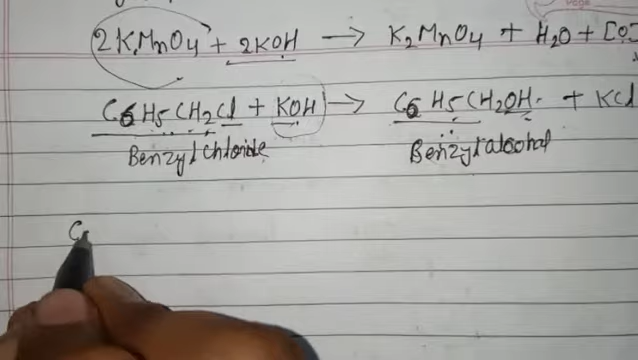 2KMnO4 + 2KOH → K2MnO4 + H2O + [O]
C6H5CH2Cl + KOH → C6H5CH2OH + KCl
Benzyl chloride Benzyl alcohol
C